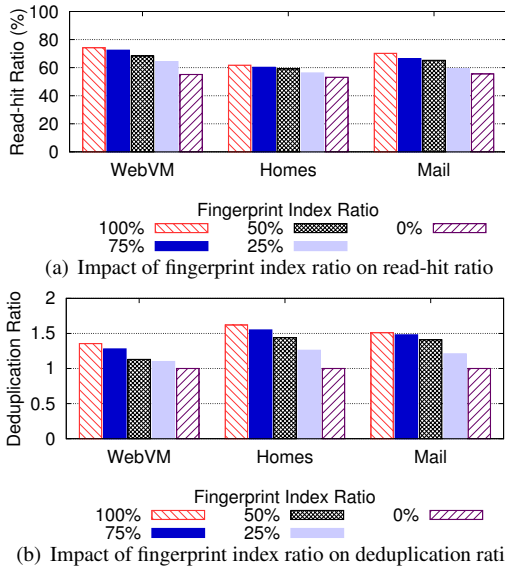 100
80
60
40
20
0
Read-hit Ratio (%)
WebVM Homes Mail
Fingerprint Index Ratio
100% 50% 0%
75% 25%
(a) Impact of fingerprint index ratio on read-hit ratio
2
1.5
1
0.5
0
Deduplication Ratio
WebVM Homes Mail
Fingerprint Index Ratio
100% 50% 0%
75% 25%
(b) Impact of fingerprint index ratio on deduplication rati